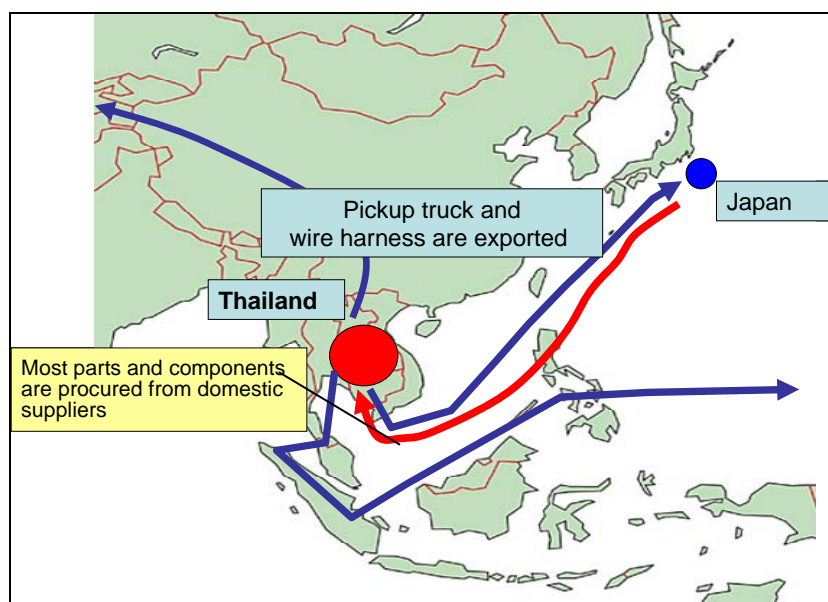 Pickup truck and
wire harness are exported
Japan
Thailand
Most parts and components
are procured from domestic
suppliers